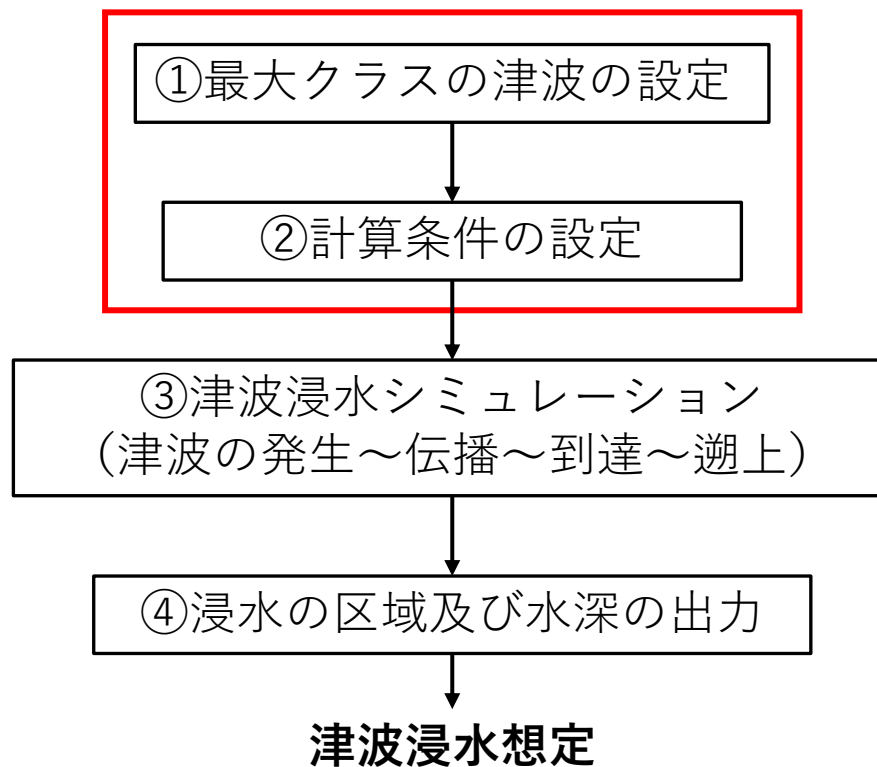 ①最大クラスの津波の設定
②計算条件の設定
③津波浸水シミュレーション
（津波の発生～伝播～到達～遡上）
④浸水の区域及び水深の出力
津波浸水想定